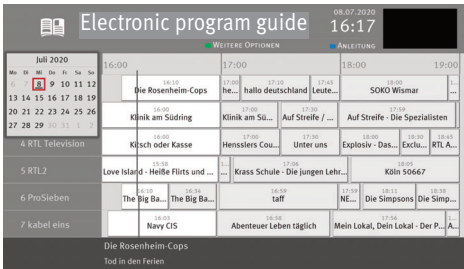 Electronic program guide
08.07.2020
16:17
WEITERE OPTIONEN
ANLEITUNG
Juli 2020
Mo Di Mi Do Fr Sa So
6 7 8 9 10 11 12
13 14 15 16 17 18 19
20 21 22 23 24 25 26
27 28 29 30 31 1 2
16:00 17:00 18:00 19:00
16:10 17:00 17:10 17:45 18:00 1...
Die Rosenheim-Cops he... hallo deutschland Leute... SOKO Wismar ...
16:00 17:00 17:30 17:59
Klinik am Südring Klinik am Sü... Auf Streife / ... Auf Streife - Die Spezialisten
4 RTL Television
16:00 17:00 17:30 18:00 18:30 18:45
Kitsch oder Kasse Hensslers Cou... Unter uns Explosiv - Das... Exclu... RTL A...
5 RTL2
15:58 1... 17:06 18:05
Love Island - Heiße Flirts und ... ... Krass Schule - Die jungen Lehr... Köln 50667
6 ProSieben
16:10 16:34 16:59 17:59 18:11 18:38
The Big Ba... The Big Ba... taff NE... Die Simpsons Die Simp...
7 kabel eins
16:03 16:58 17:56 1...
Navy CIS Abenteuer Leben täglich Mein Lokal, Dein Lokal - Der P... A...
Die Rosenheim-Cops
Tod in den Ferien